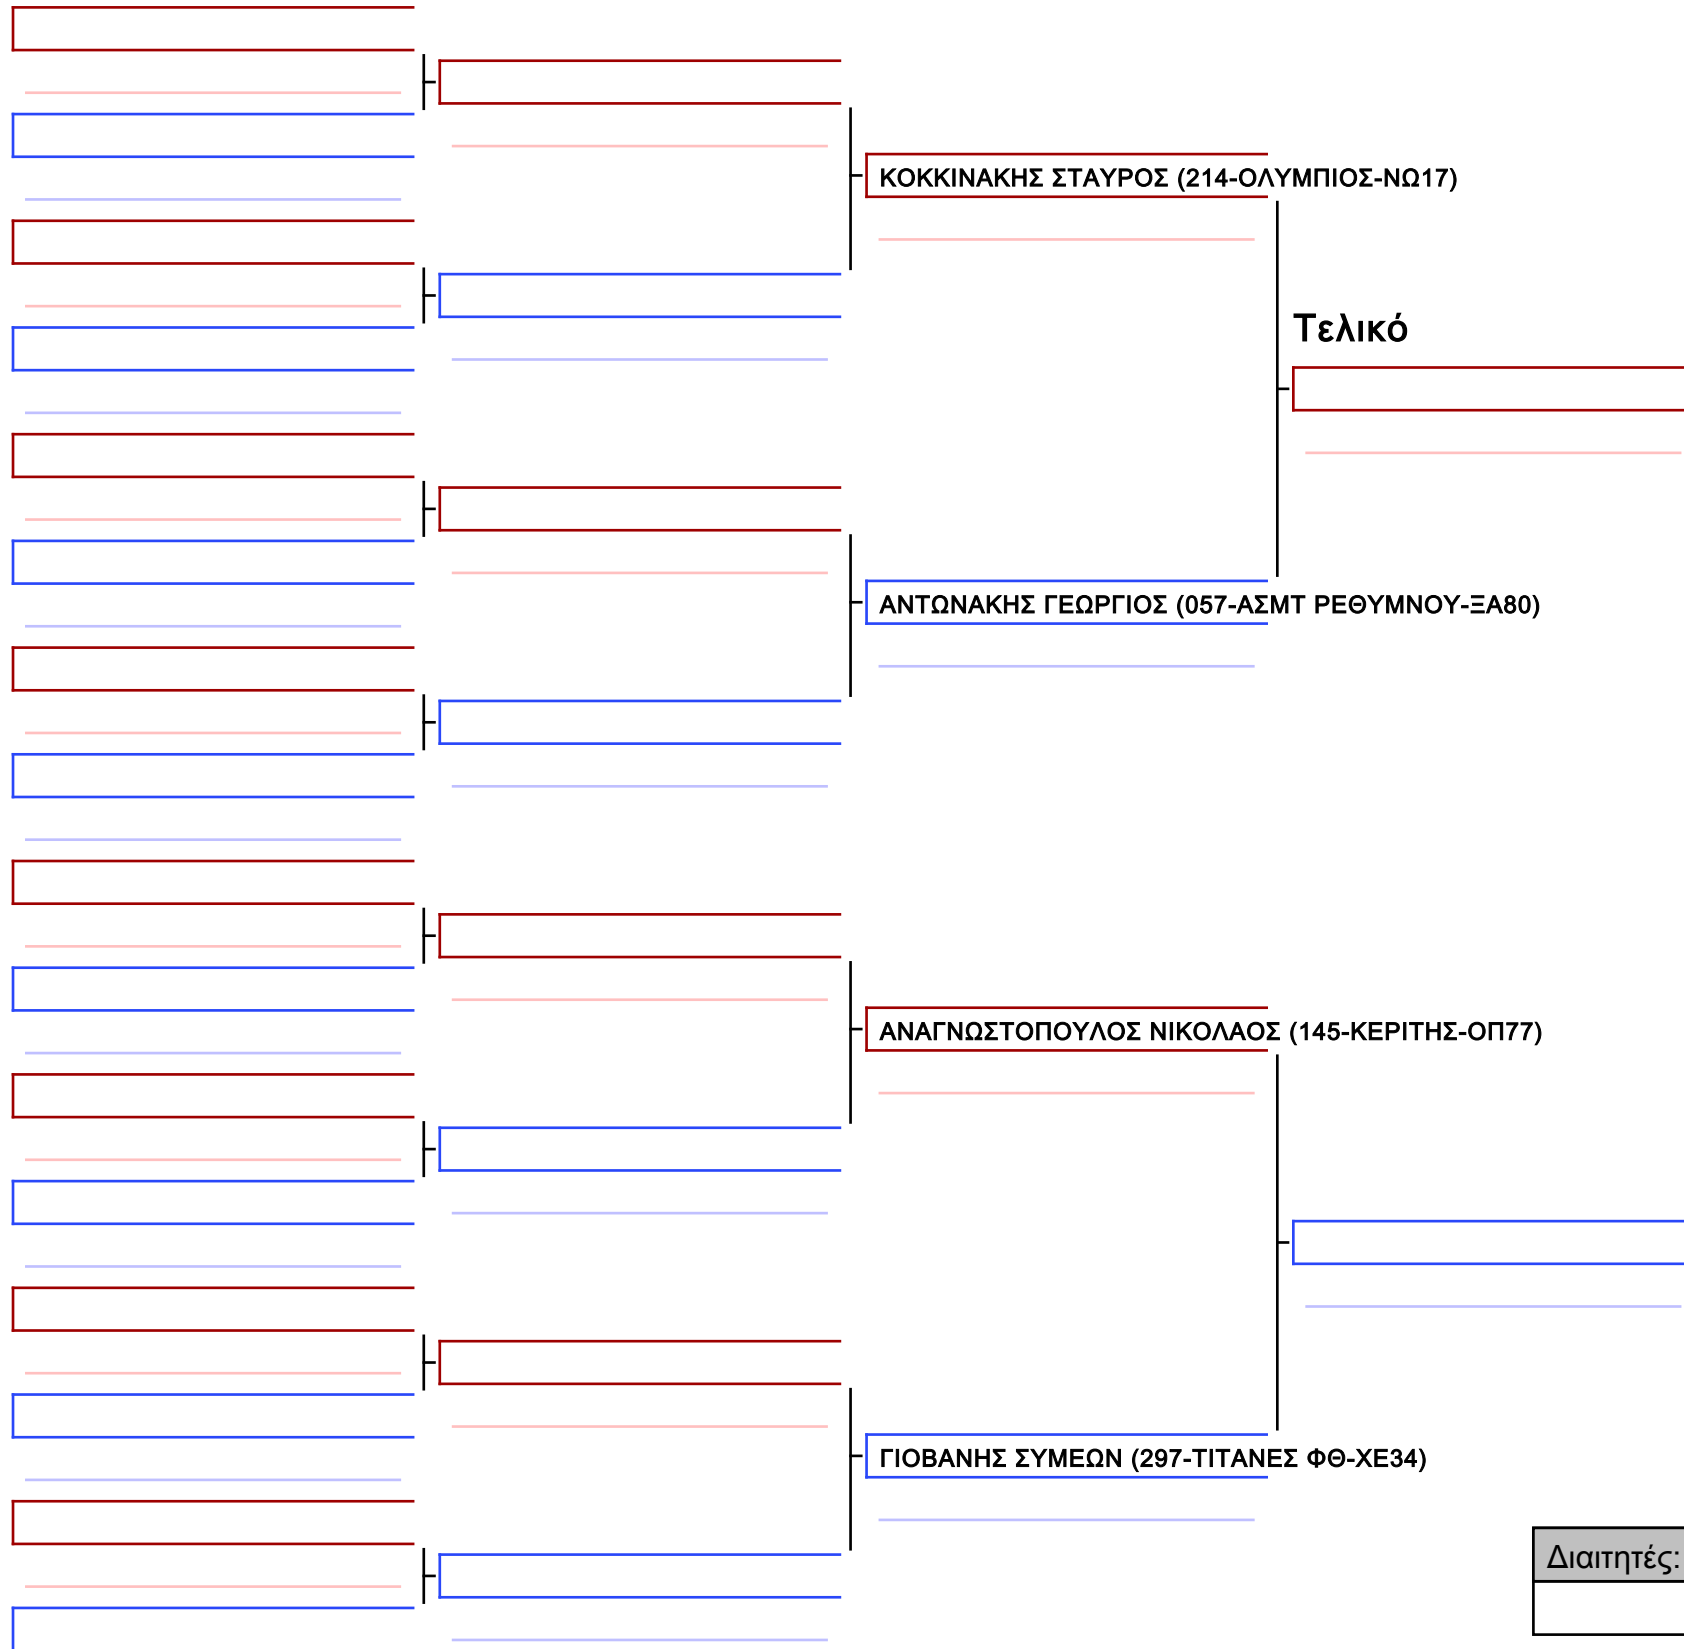 ΚΟΚΚΙΝΑΚΗΣ ΣΤΑΥΡΟΣ (214-ΟΛΥΜΠΙΟΣ-ΝΩ17)
Τελικό
ΑΝΤΩΝΑΚΗΣ ΓΕΩΡΓΙΟΣ (057-ΑΣΜΤ ΡΕΘΥΜΝΟΥ-ΞΑ80)
ΑΝΑΓΝΩΣΤΟΠΟΥΛΟΣ ΝΙΚΟΛΑΟΣ (145-ΚΕΡΙΤΗΣ-ΟΠ77)
ΓΙΟΒΑΝΗΣ ΣΥΜΕΩΝ (297-ΤΙΤΑΝΕΣ ΦΘ-ΧΕ34)
Διαιτητές: